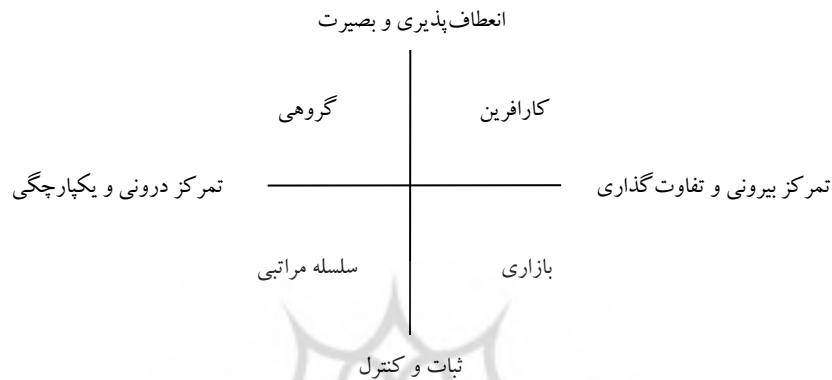 انعطاف‌پذیری و بصیرت
کارافرین
گروهی
تمرکز بیرونی و تفاوت گذاری
تمرکز درونی و یکپارچگی
بازاری
سلسله مراتبی
ثبات و کنترل